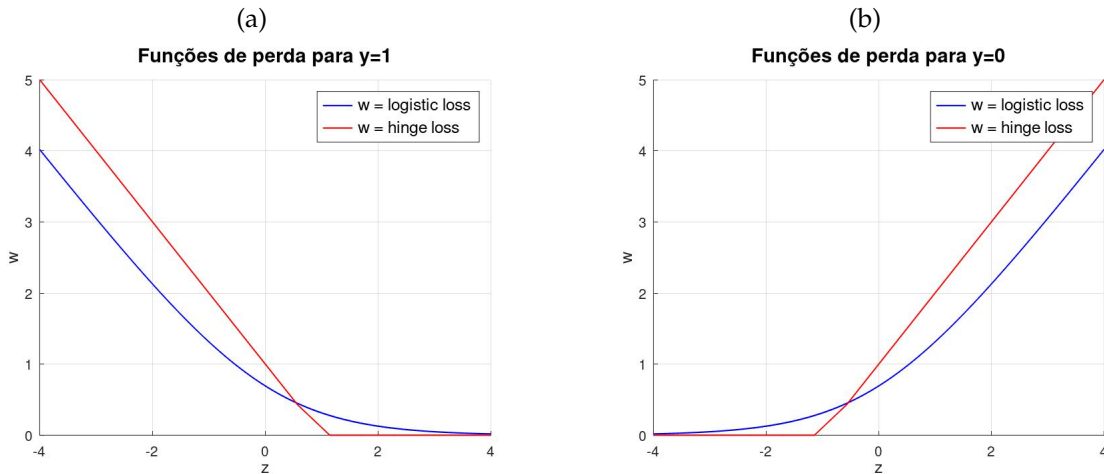 (a)
Funções de perda para y=1
w = logistic loss
w = hinge loss
5
4
3
2
1
0
w
-4 -2 0 2 4
z
(b)
Funções de perda para y=0
w = logistic loss
w = hinge loss
5
4
3
2
1
0
w
-4 -2 0 2 4
z